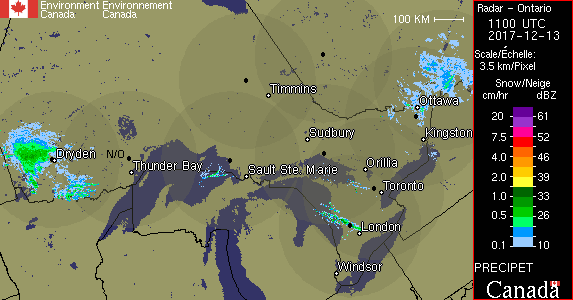 Environment Environnement
Canada Canada
100 KM
Timmins
Ottawa
Sudbury
Kingston
Dryden
N/O
Thunder Bay
Sault Ste. Marie
Orillia
Toronto
London
Windsor
Radar - Ontario
1100 UTC
2017-12-13
Scale/Échelle:
3.5 km/Pixel
Snow/Neige
cm/hr dBZ
20 61
7.5 52
4.0 46
2.0 39
1.0 33
0.5 26
0.1 10
PRECIPET
Canada